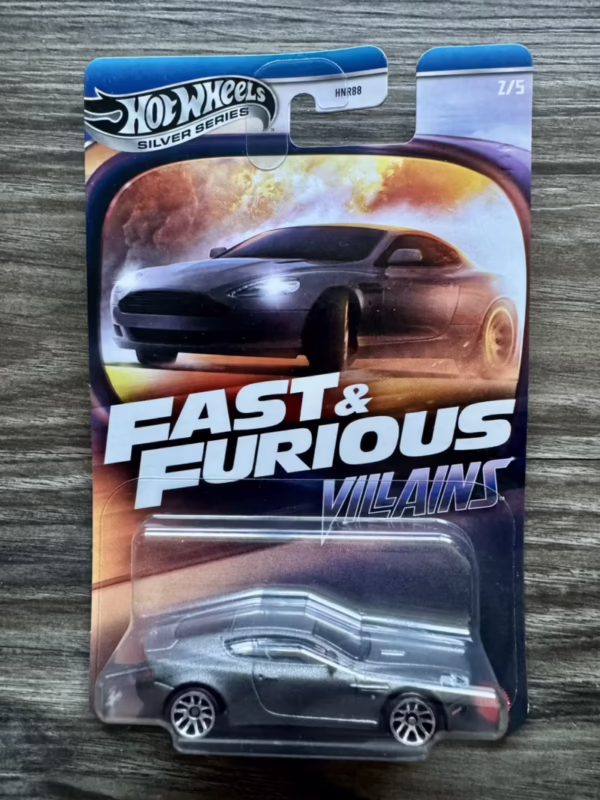 HOT WHEELS
SILVER SERIES
HNR88
2/5
FAST &
FURIOUS
VILLAINS